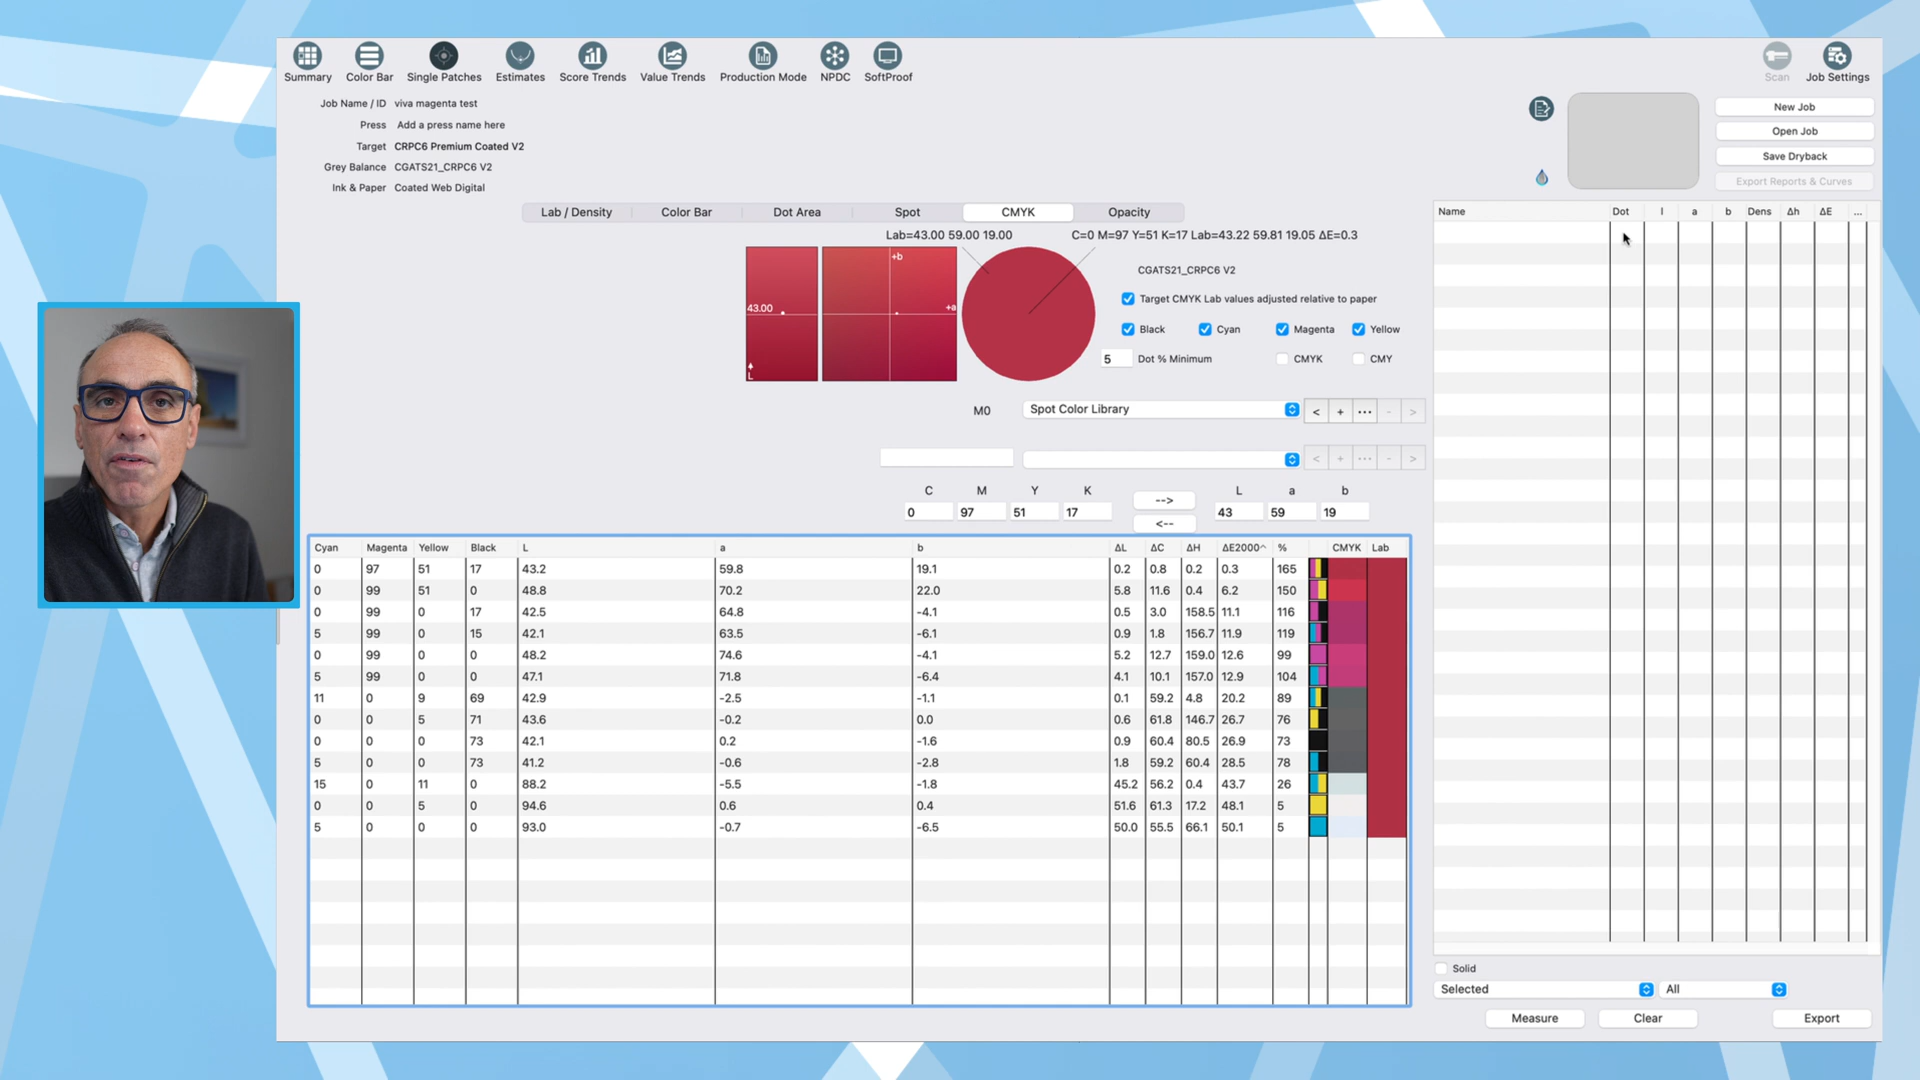 Summary Color Bar Single Patches Estimates Score Trends Value Trends Production Mode NPDC SoftProof Scan Job Settings
Job Name / ID viva magenta test
Press Add a press name here
Target CRPC6 Premium Coated V2
Grey Balance CGATS21_CRPC6 V2
Ink & Paper Coated Web Digital
New Job
Open Job
Save Dryback
Export Reports & Curves
Lab / Density Color Bar Dot Area Spot CMYK Opacity
Lab=43.00 59.00 19.00 C=0 M=97 Y=51 K=17 Lab=43.22 59.81 19.05 ΔE=0.3
+b
43.00
+a
L
CGATS21_CRPC6 V2
Target CMYK Lab values adjusted relative to paper
Black Cyan Magenta Yellow
5 Dot % Minimum CMYK CMY
M0 Spot Color Library < + ... - >
< + ... - >
C M Y K --> L a b
0 97 51 17 <-- 43 59 19
Cyan Magenta Yellow Black L a b ΔL ΔC ΔH ΔE2000^ % CMYK Lab
0 97 51 17 43.2 59.8 19.1 0.2 0.8 0.2 0.3 165
0 99 51 0 48.8 70.2 22.0 5.8 11.6 0.4 6.2 150
0 99 0 17 42.5 64.8 -4.1 0.5 3.0 158.5 11.1 116
5 99 0 15 42.1 63.5 -6.1 0.9 1.8 156.7 11.9 119
0 99 0 0 48.2 74.6 -4.1 5.2 12.7 159.0 12.6 99
5 99 0 0 47.1 71.8 -6.4 4.1 10.1 157.0 12.9 104
11 0 9 69 42.9 -2.5 -1.1 0.1 59.2 4.8 20.2 89
0 0 5 71 43.6 -0.2 0.0 0.6 61.8 146.7 26.7 76
0 0 0 73 42.1 0.2 -1.6 0.9 60.4 80.5 26.9 73
5 0 0 73 41.2 -0.6 -2.8 1.8 59.2 60.4 28.5 78
15 0 11 0 88.2 -5.5 -1.8 45.2 56.2 0.4 43.7 26
0 0 5 0 94.6 0.6 0.4 51.6 61.3 17.2 48.1 5
5 0 0 0 93.0 -0.7 -6.5 50.0 55.5 66.1 50.1 5
Name Dot l a b Dens Δh ΔE ...
Solid
Selected All
Measure Clear Export